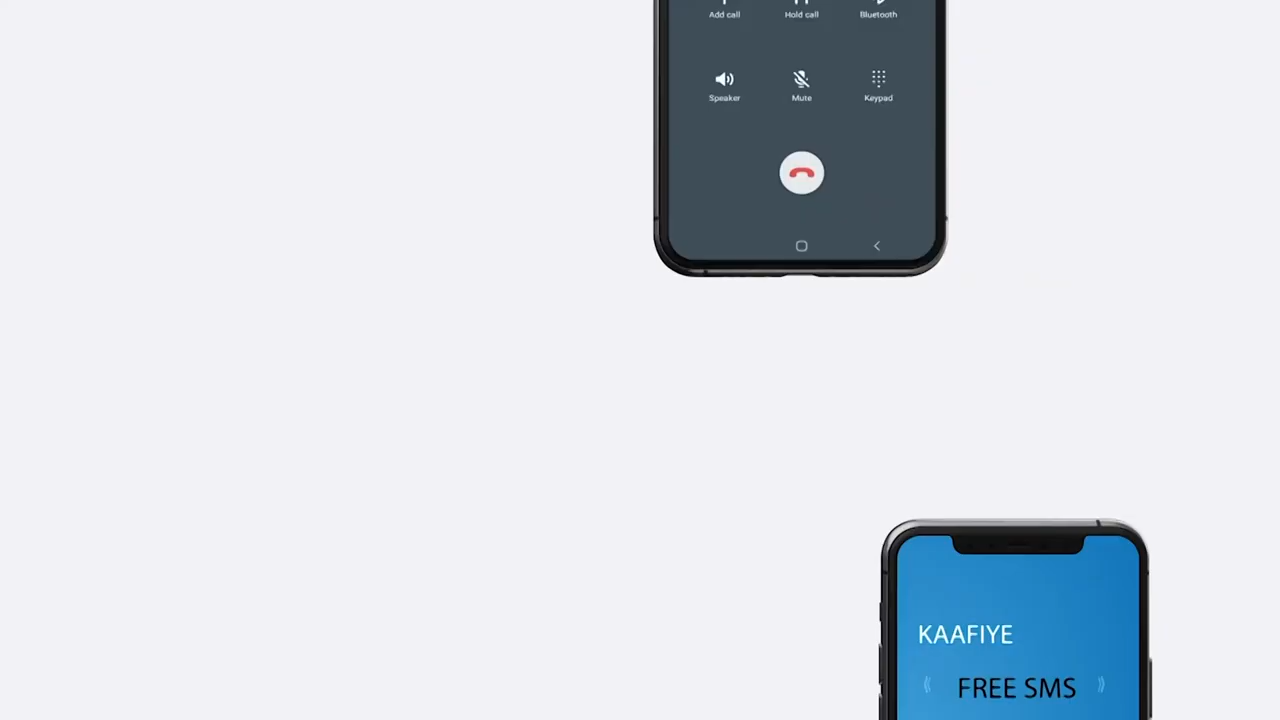 Add call Hold call Bluetooth
Speaker Mute Keypad
KAAFIYE
FREE SMS